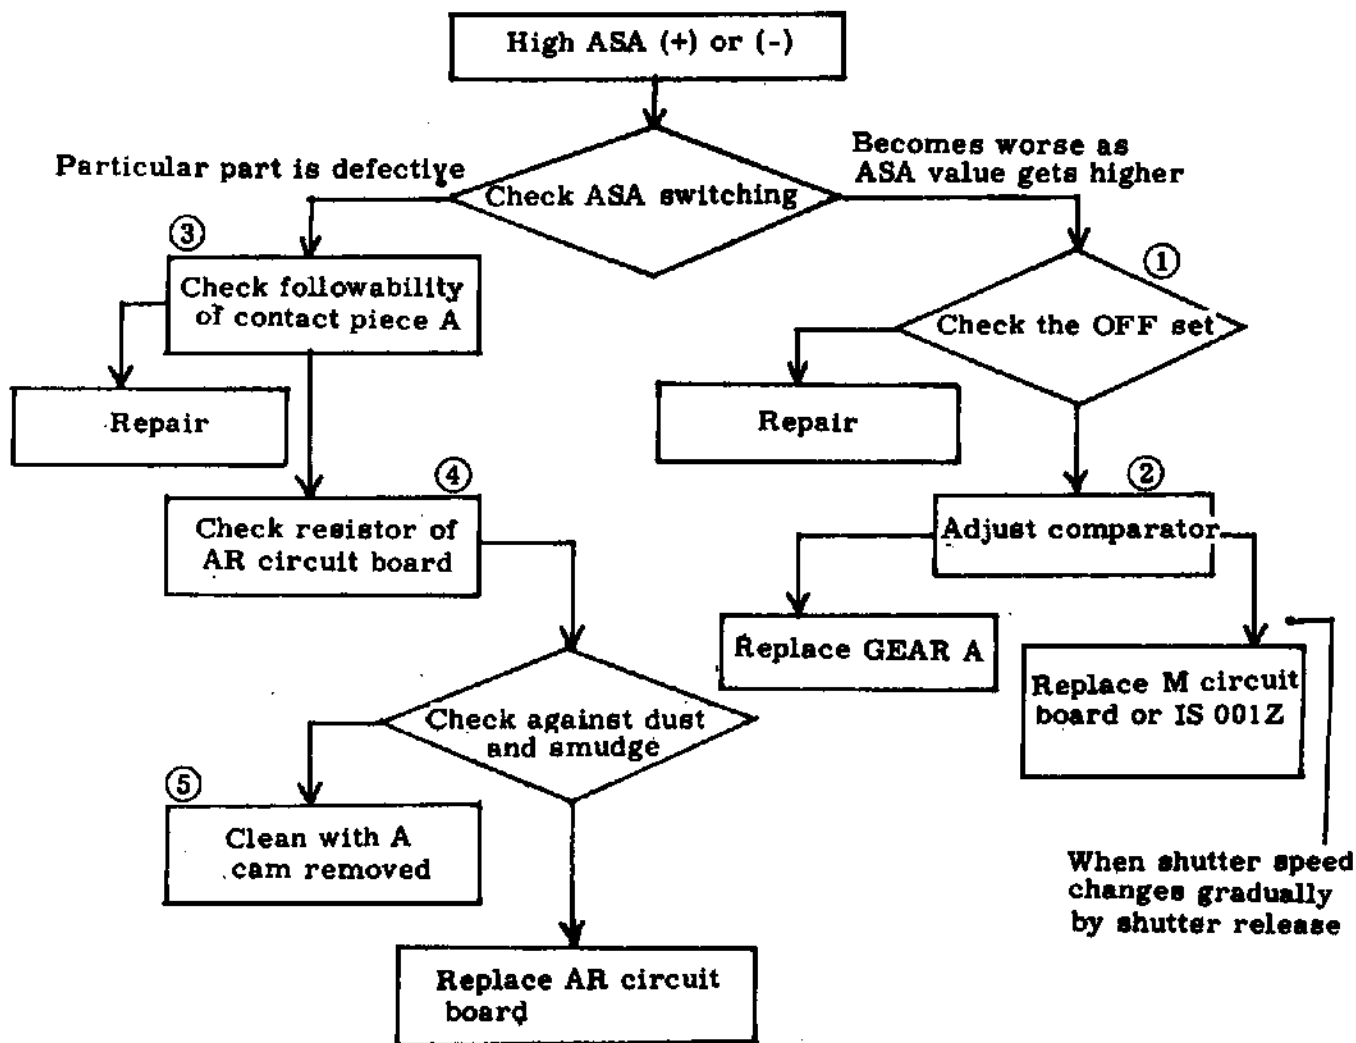 High ASA (+) or (-)
Particular part is defective
Check ASA switching
Becomes worse as
ASA value gets higher
③
Check followability
of contact piece A
Repair
①
Check the OFF set
Repair
④
Check resistor of
AR circuit board
②
Adjust comparator
Replace GEAR A
Replace M circuit
board or IS 001Z
Check against dust
and smudge
⑤
Clean with A
cam removed
When shutter speed
changes gradually
by shutter release
Replace AR circuit
board